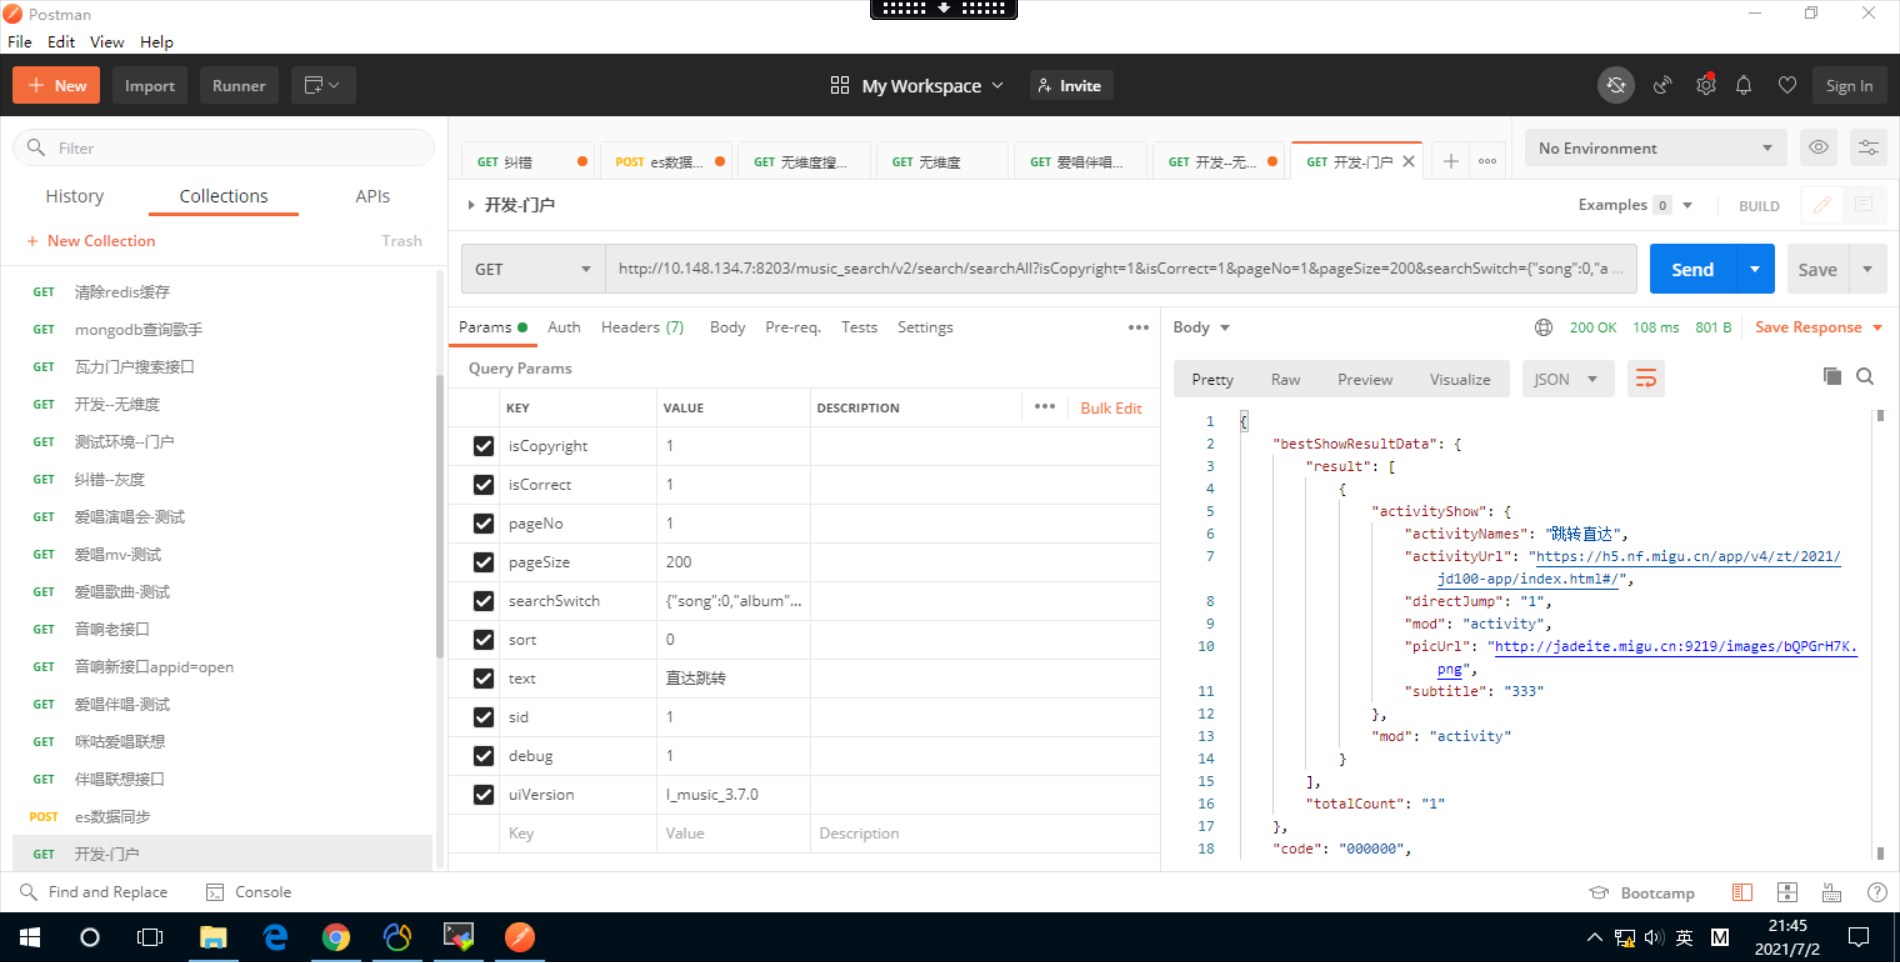 Postman
File Edit View Help
+ New Import Runner My Workspace Invite Sign In
Filter
History Collections APIs
+ New Collection Trash
GET 清除redis缓存
GET mongodb查询歌手
GET 瓦力门户搜索接口
GET 开发--无维度
GET 测试环境--门户
GET 纠错--灰度
GET 爱唱演唱会-测试
GET 爱唱mv-测试
GET 爱唱歌曲-测试
GET 音响老接口
GET 音响新接口appid=open
GET 爱唱伴唱-测试
GET 咪咕爱唱联想
GET 伴唱联想接口
POST es数据同步
GET 开发-门户
GET 纠错 POST es数据... GET 无维度搜... GET 无维度 GET 爱唱伴唱... GET 开发--无... GET 开发-门户
No Environment
开发-门户
Examples 0 BUILD
GET http://10.148.134.7:8203/music_search/v2/search/searchAll?isCopyright=1&isCorrect=1&pageNo=1&pageSize=200&searchSwitch={"song":0,"a ... Send Save
Params Auth Headers (7) Body Pre-req. Tests Settings
Query Params
KEY VALUE DESCRIPTION Bulk Edit
isCopyright 1
isCorrect 1
pageNo 1
pageSize 200
searchSwitch {"song":0,"album"...
sort 0
text 直达跳转
sid 1
debug 1
uiVersion I_music_3.7.0
Key Value Description
Body 200 OK 108 ms 801 B Save Response
Pretty Raw Preview Visualize JSON
1 {
2 "bestShowResultData": {
3 "result": [
4 {
5 "activityShow": {
6 "activityNames": "跳转直达",
7 "activityUrl": "https://h5.nf.migu.cn/app/v4/zt/2021/
jd100-app/index.html#/",
8 "directJump": "1",
9 "mod": "activity",
10 "picUrl": "http://jadeite.migu.cn:9219/images/bQPGrH7K.
png",
11 "subtitle": "333"
12 },
13 "mod": "activity"
14 }
15 ],
16 "totalCount": "1"
17 },
18 "code": "000000",
Find and Replace Console Bootcamp
英 M 21:45
2021/7/2